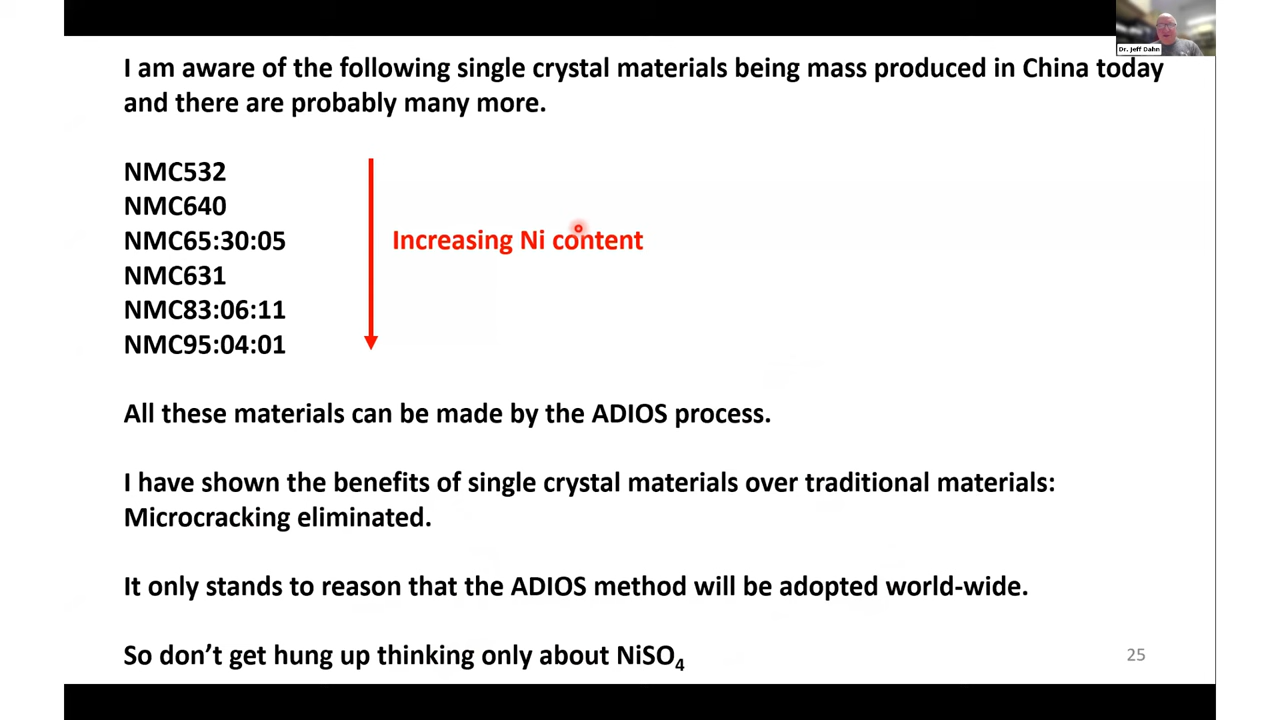 Dr. Jeff Dahn
I am aware of the following single crystal materials being mass produced in China today
and there are probably many more.
NMC532
NMC640
NMC65:30:05
NMC631
NMC83:06:11
NMC95:04:01
Increasing Ni content
All these materials can be made by the ADIOS process.
I have shown the benefits of single crystal materials over traditional materials:
Microcracking eliminated.
It only stands to reason that the ADIOS method will be adopted world-wide.
So don’t get hung up thinking only about NiSO₄
25